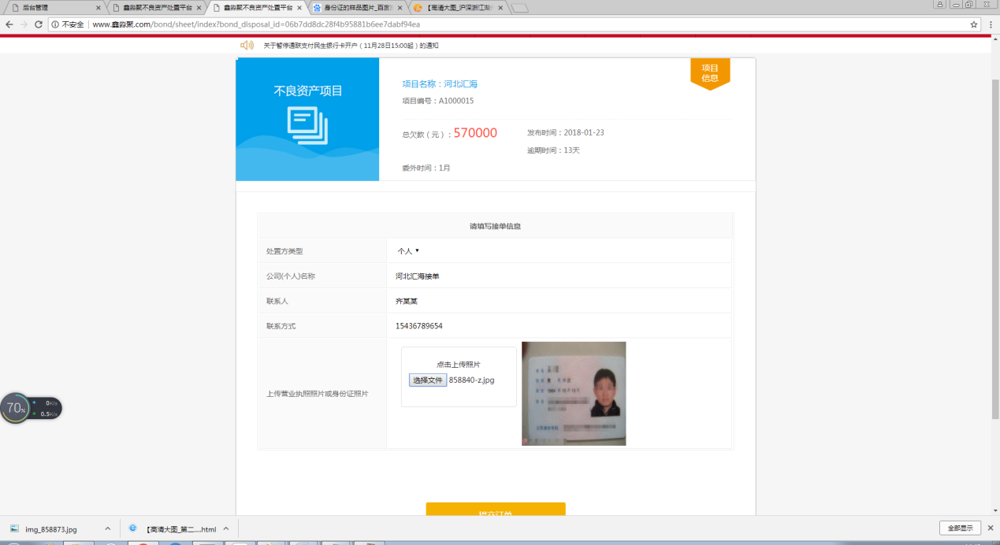 后台管理
鑫淼聚不良资产处置平台
鑫淼聚不良资产处置平台
身份证的样品图片_百度
【高清大图_沪深浙江湖
不安全
www.鑫淼聚.com/bond/sheet/index?bond_disposal_id=06b7dd8dc28f4b95881b6ee7dabf94ea
关于暂停通联支付民生银行卡开户（11月28日15:00起）的通知
不良资产项目
项目
信息
项目名称：河北汇海
项目编号：A1000015
总欠款（元）：570000
发布时间：2018-01-23
逾期时间：13天
委外时间：1月
请填写接单信息
处置方类型
个人
公司(个人)名称
河北汇海接单
联系人
齐某某
联系方式
15436789654
上传营业执照照片或身份证照片
点击上传照片
选择文件 858840-z.jpg
70%
0K/s
0.5K/s
提交订单
img_858873.jpg
【高清大图_第二....html
全部显示